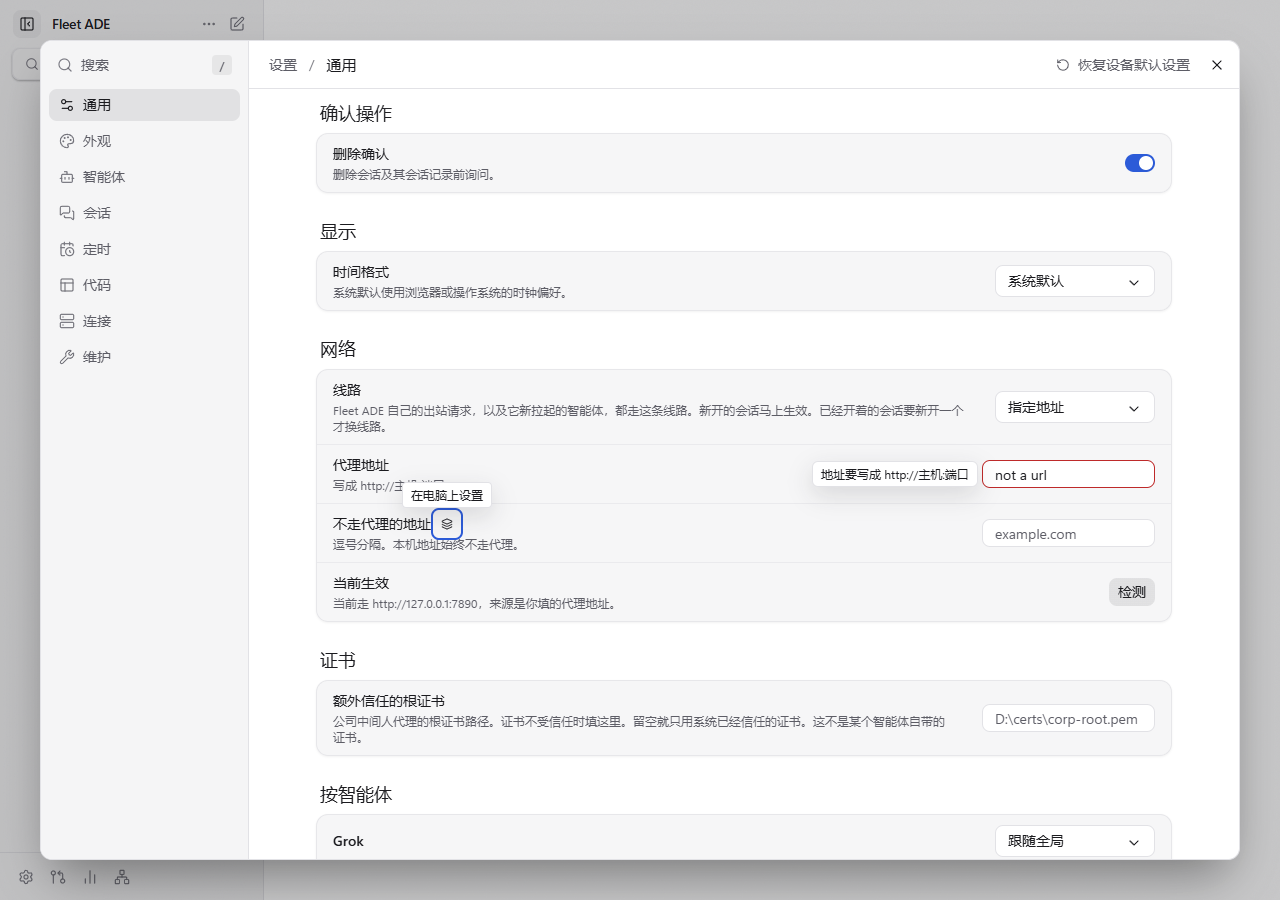 Fleet ADE
搜索
/
设置 / 通用
恢复设备默认设置
通用
外观
智能体
会话
定时
代码
连接
维护
确认操作
删除确认
删除会话及其会话记录前询问。
显示
时间格式
系统默认使用浏览器或操作系统的时钟偏好。
系统默认
网络
线路
Fleet ADE 自己的出站请求，以及它新拉起的智能体，都走这条线路。新开的会话马上生效。已经开着的会话要新开一个
才换线路。
指定地址
代理地址
写成 http://主
地址要写成 http://主机:端口
not a url
在电脑上设置
不走代理的地址
逗号分隔。本机地址始终不走代理。
example.com
当前生效
当前走 http://127.0.0.1:7890，来源是你填的代理地址。
检测
证书
额外信任的根证书
公司中间人代理的根证书路径。证书不受信任时填这里。留空就只用系统已经信任的证书。这不是某个智能体自带的
证书。
D:\certs\corp-root.pem
按智能体
Grok
跟随全局